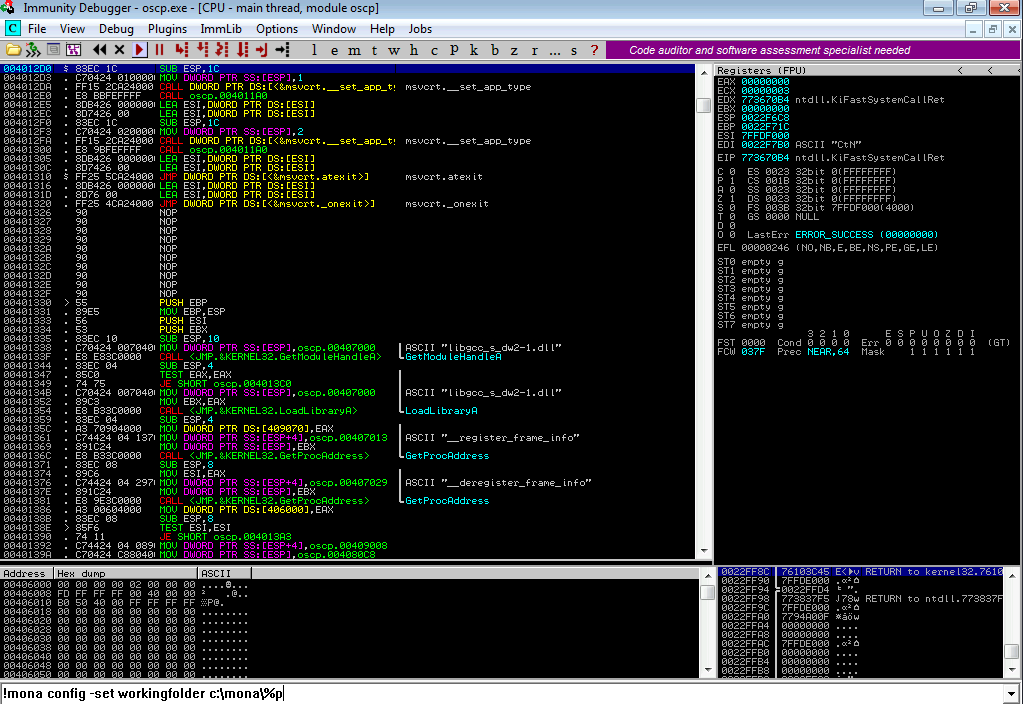 Immunity Debugger - oscp.exe - [CPU - main thread, module oscp]
C File View Debug Plugins ImmLib Options Window Help Jobs
l e m t w h c p k b z r ... s ? Code auditor and software assessment specialist needed
004012D0 $ 83EC 1C SUB ESP,1C
004012D3 . C70424 010000 MOV DWORD PTR SS:[ESP],1
004012DA . FF15 2CA24000 CALL DWORD PTR DS:[<&msvcrt.__set_app_ty msvcrt.__set_app_type
004012E0 . E8 BBFEFFFF CALL oscp.004011A0
004012E5 . 8DB426 000000 LEA ESI,DWORD PTR DS:[ESI]
004012EC . 8D7426 00 LEA ESI,DWORD PTR DS:[ESI]
004012F0 . 83EC 1C SUB ESP,1C
004012F3 . C70424 020000 MOV DWORD PTR SS:[ESP],2
004012FA . FF15 2CA24000 CALL DWORD PTR DS:[<&msvcrt.__set_app_ty msvcrt.__set_app_type
00401300 . E8 9BFEFFFF CALL oscp.004011A0
00401305 . 8DB426 000000 LEA ESI,DWORD PTR DS:[ESI]
0040130C . 8D7426 00 LEA ESI,DWORD PTR DS:[ESI]
00401310 $ FF25 54CA24000 JMP DWORD PTR DS:[<&msvcrt.atexit>] msvcrt.atexit
00401316 . 8DB426 000000 LEA ESI,DWORD PTR DS:[ESI]
0040131D . 8D76 00 LEA ESI,DWORD PTR DS:[ESI]
00401320 . FF25 4CA24000 JMP DWORD PTR DS:[<&msvcrt._onexit>] msvcrt._onexit
00401326 90 NOP
00401327 90 NOP
00401328 90 NOP
00401329 90 NOP
0040132A 90 NOP
0040132B 90 NOP
0040132C 90 NOP
0040132D 90 NOP
0040132E 90 NOP
0040132F 90 NOP
00401330 > 55 PUSH EBP
00401331 . 89E5 MOV EBP,ESP
00401333 . 56 PUSH ESI
00401334 . 53 PUSH EBX
00401335 . 83EC 10 SUB ESP,10
00401338 . C70424 007040 MOV DWORD PTR SS:[ESP],oscp.00407000 ASCII "libgcc_s_dw2-1.dll"
0040133F . E8 E83C0000 CALL <JMP.&KERNEL32.GetModuleHandleA> GetModuleHandleA
00401344 . 83EC 04 SUB ESP,4
00401347 . 85C0 TEST EAX,EAX
00401349 . 74 75 JE SHORT oscp.004013C0
0040134B . C70424 007040 MOV DWORD PTR SS:[ESP],oscp.00407000 ASCII "libgcc_s_dw2-1.dll"
00401352 . 89C3 MOV EBX,EAX
00401354 . E8 B33C0000 CALL <JMP.&KERNEL32.LoadLibraryA> LoadLibraryA
00401359 . 83EC 04 SUB ESP,4
0040135C . A3 70904000 MOV DWORD PTR DS:[409070],EAX
00401361 . C74424 04 1370 MOV DWORD PTR SS:[ESP+4],oscp.00407013 ASCII "__register_frame_info"
00401369 . 891C24 MOV DWORD PTR SS:[ESP],EBX
0040136C . E8 B33C0000 CALL <JMP.&KERNEL32.GetProcAddress> GetProcAddress
00401371 . 83EC 08 SUB ESP,8
00401374 . 89C6 MOV ESI,EAX
00401376 . C74424 04 2970 MOV DWORD PTR SS:[ESP+4],oscp.00407029 ASCII "__deregister_frame_info"
0040137E . 891C24 MOV DWORD PTR SS:[ESP],EBX
00401381 . E8 9E3C0000 CALL <JMP.&KERNEL32.GetProcAddress> GetProcAddress
00401386 . A3 00604000 MOV DWORD PTR DS:[406000],EAX
0040138B . 83EC 08 SUB ESP,8
0040138E > 85F6 TEST ESI,ESI
00401390 . 74 11 JE SHORT oscp.004013A3
00401392 . C74424 04 0890 MOV DWORD PTR SS:[ESP+4],oscp.00409008
0040139A . C70424 C88040 MOV DWORD PTR SS:[ESP],oscp.004080C8
Registers (FPU) < <
EAX 00000000
ECX 00000003
EDX 773670B4 ntdll.KiFastSystemCallRet
EBX 00000000
ESP 0022F6C8
EBP 0022F71C
ESI 7FFDF000
EDI 0022F7B0 ASCII "CtN"
EIP 773670B4 ntdll.KiFastSystemCallRet
C 0 ES 0023 32bit 0(FFFFFFFF)
P 1 CS 001B 32bit 0(FFFFFFFF)
A 0 SS 0023 32bit 0(FFFFFFFF)
Z 1 DS 0023 32bit 0(FFFFFFFF)
S 0 FS 003B 32bit 7FFDF000(4000)
T 0 GS 0000 NULL
D 0
O 0 LastErr ERROR_SUCCESS (00000000)
EFL 00000246 (NO,NB,E,BE,NS,PE,GE,LE)
ST0 empty g
ST1 empty g
ST2 empty g
ST3 empty g
ST4 empty g
ST5 empty g
ST6 empty g
ST7 empty g
3 2 1 0 E S P U O Z D I
FST 0000 Cond 0 0 0 0 Err 0 0 0 0 0 0 0 0 (GT)
FCW 037F Prec NEAR,64 Mask 1 1 1 1 1 1
Address Hex dump ASCII
00406000 00 00 00 00 02 00 00 00 ....@...
00406008 FD FF FF FF 00 40 00 00
00406010 B0 50 40 00 FF FF FF FF
00406018 00 00 00 00 00 00 00 00 ........
00406020 00 00 00 00 00 00 00 00 ........
00406028 00 00 00 00 00 00 00 00 ........
00406030 00 00 00 00 00 00 00 00 ........
00406038 00 00 00 00 00 00 00 00 ........
00406040 00 00 00 00 00 00 00 00 ........
00406048 00 00 00 00 00 00 00 00 ........
00406050 00 00 00 00 00 00 00 00 ........
0022FF8C 76103C45 E<►v RETURN to kernel32.7610
0022FF90 7FFDE000
0022FF94 0022FFD4
0022FF98 773837F5 J78w RETURN to ntdll.773837F
0022FF9C 7FFDE000
0022FFA0 7794A00F
0022FFA4 00000000 ....
0022FFA8 00000000 ....
0022FFAC 7FFDE000
0022FFB0 00000000 ....
0022FFB4 00000000 ....
0022FFB8 00000000 ....
!mona config -set workingfolder c:\mona\%p